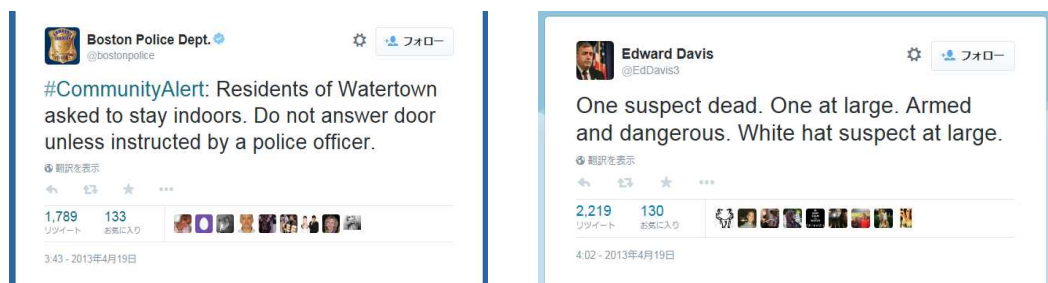 Boston Police Dept.
@bostonpolice
フォロー
#CommunityAlert: Residents of Watertown
asked to stay indoors. Do not answer door
unless instructed by a police officer.
翻訳を表示
1,789 133
リツイート お気に入り
3:43 - 2013年4月19日
Edward Davis
@EdDavis3
フォロー
One suspect dead. One at large. Armed
and dangerous. White hat suspect at large.
翻訳を表示
2,219 130
リツイート お気に入り
4:02 - 2013年4月19日